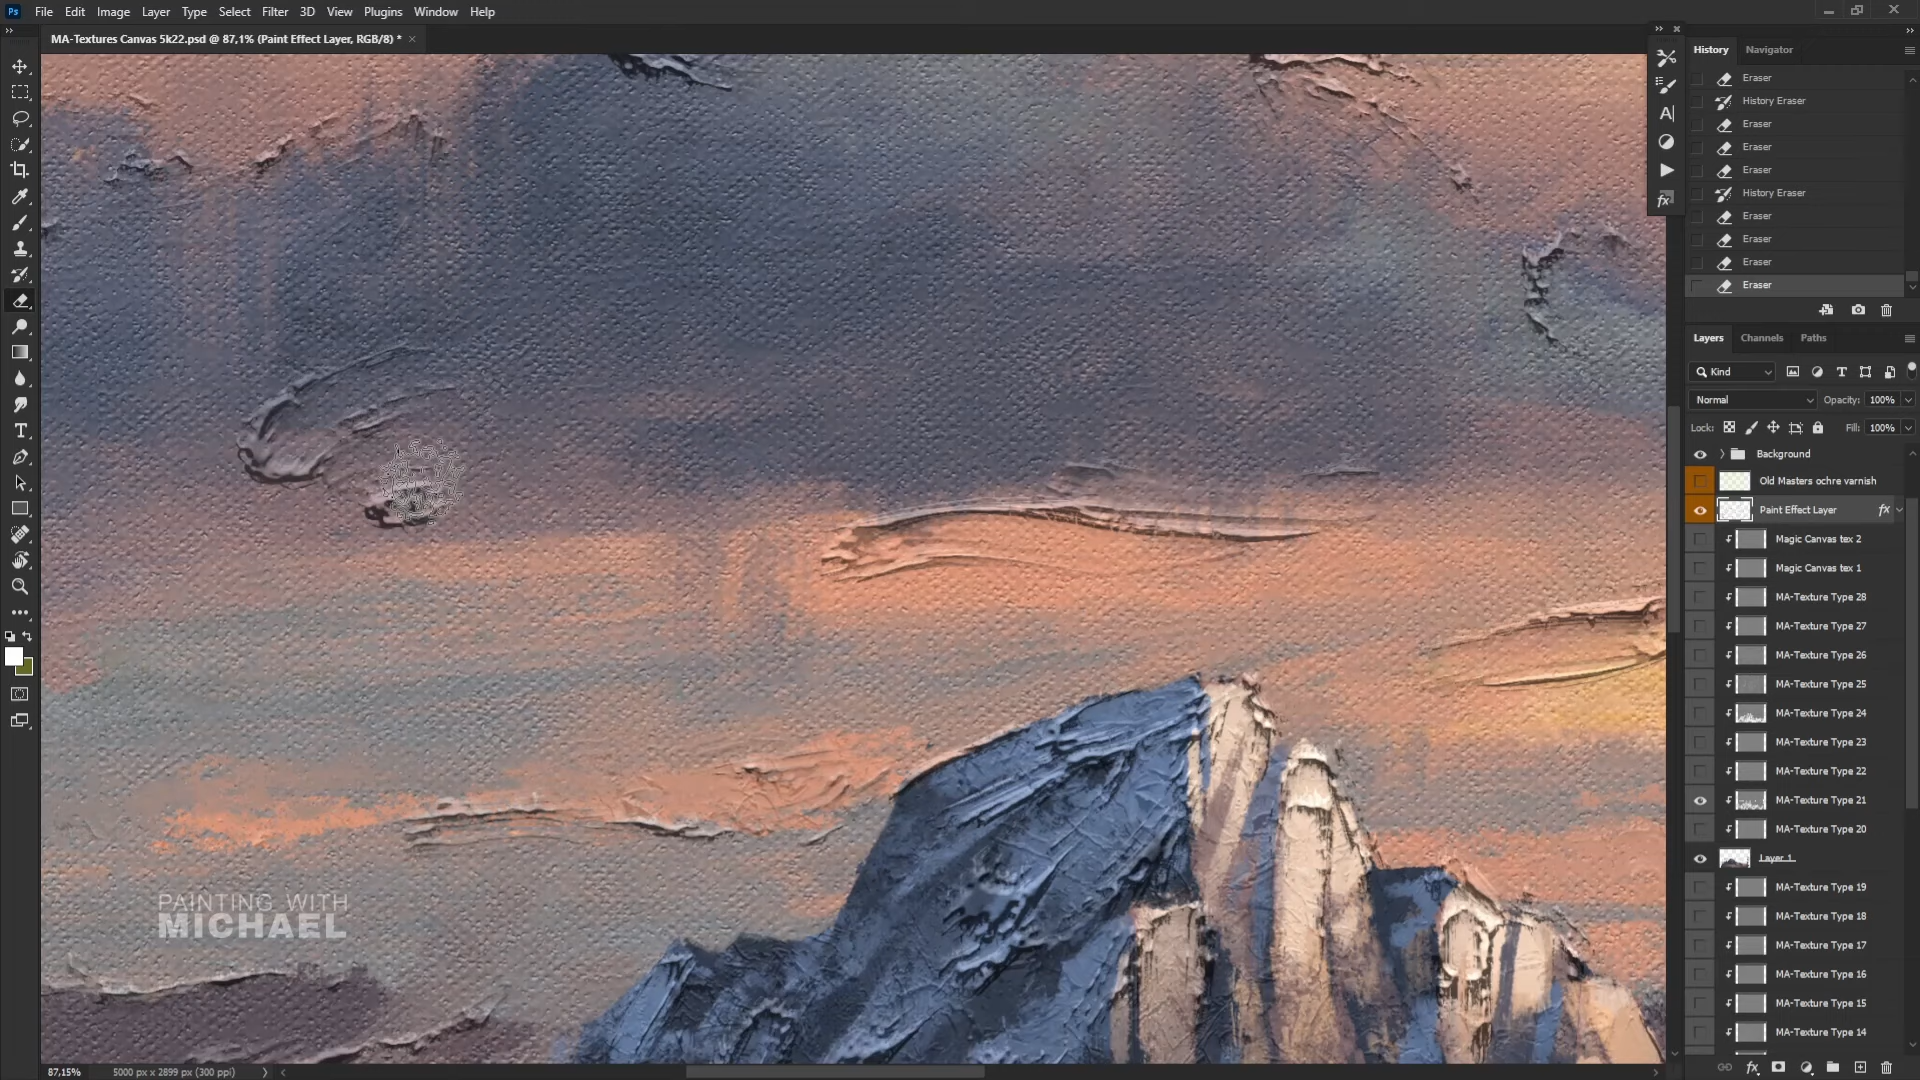 Ps File Edit Image Layer Type Select Filter 3D View Plugins Window Help
MA-Textures Canvas 5k22.psd @ 87,1% (Paint Effect Layer, RGB/8) *
History Navigator
Eraser
History Eraser
Eraser
Eraser
Eraser
History Eraser
Eraser
Eraser
Eraser
Eraser
Layers Channels Paths
Kind
Normal Opacity: 100%
Lock: Fill: 100%
Background
Old Masters ochre varnish
Paint Effect Layer fx
Magic Canvas tex 2
Magic Canvas tex 1
MA-Texture Type 28
MA-Texture Type 27
MA-Texture Type 26
MA-Texture Type 25
MA-Texture Type 24
MA-Texture Type 23
MA-Texture Type 22
MA-Texture Type 21
MA-Texture Type 20
Layer 1
MA-Texture Type 19
MA-Texture Type 18
MA-Texture Type 17
MA-Texture Type 16
MA-Texture Type 15
MA-Texture Type 14
PAINTING WITH
MICHAEL
87,15% 5000 px x 2899 px (300 ppi)